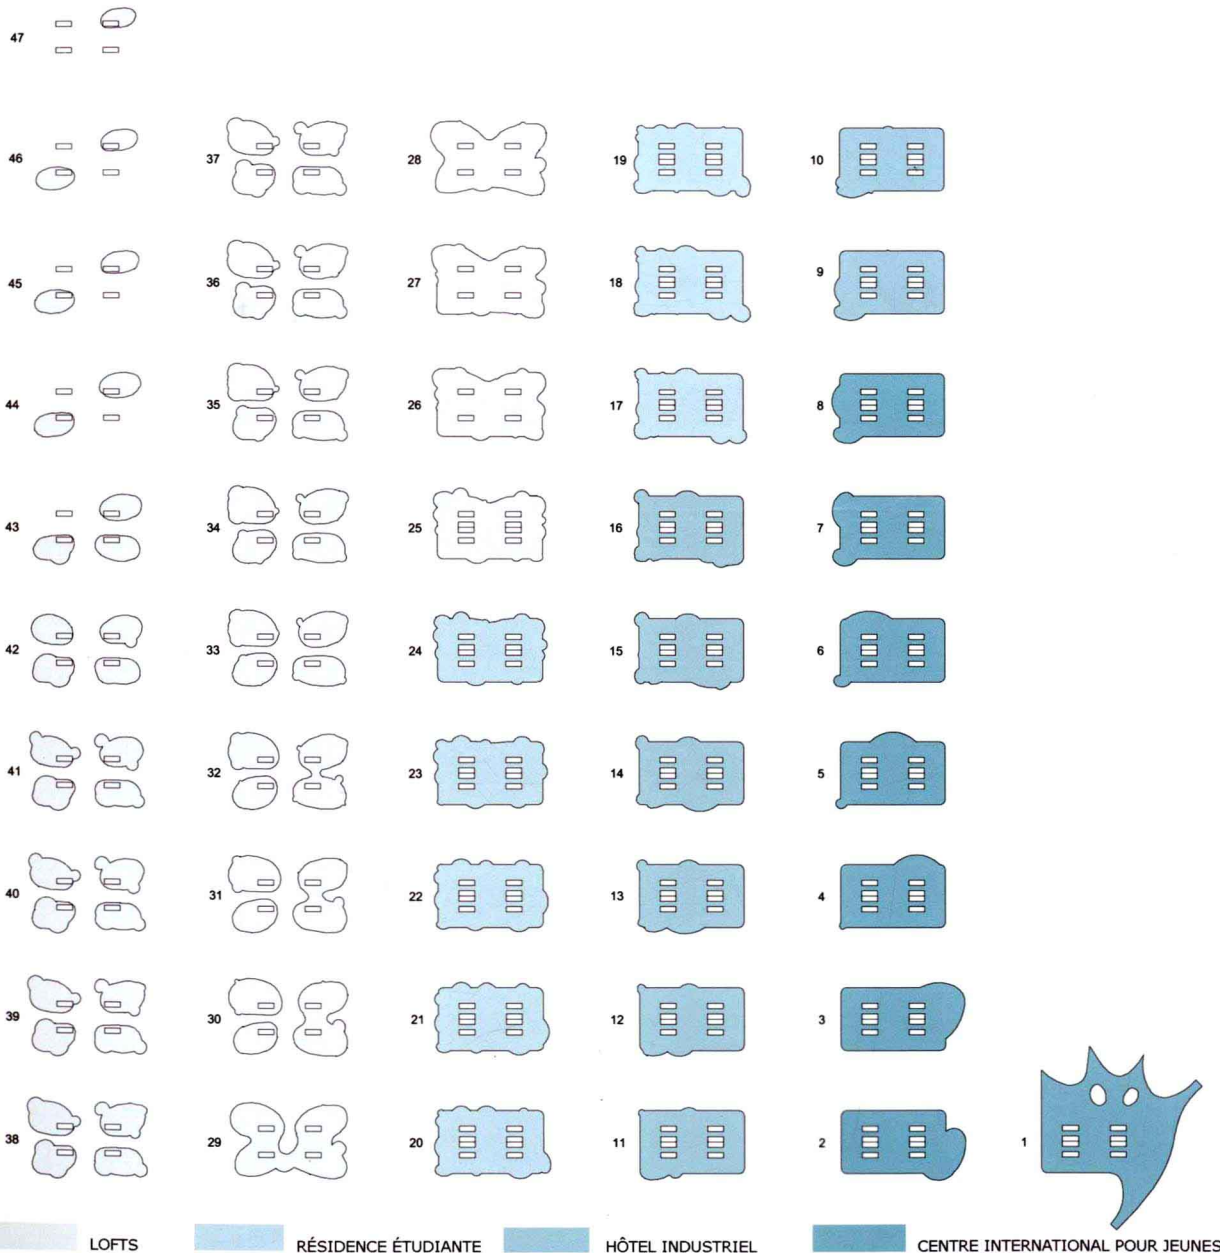 47
46 37 28 19 10
45 36 27 18 9
44 35 26 17 8
43 34 25 16 7
42 33 24 15 6
41 32 23 14 5
40 31 22 13 4
39 30 21 12 3
38 29 20 11 2 1
LOFTS RÉSIDENCE ÉTUDIANTE HÔTEL INDUSTRIEL CENTRE INTERNATIONAL POUR JEUNES